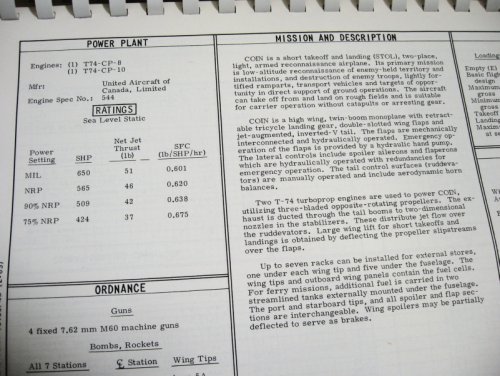 POWER PLANT
Engines: (1) T74-CP-8
(1) T74-CP-10
Mfr: United Aircraft of
Canada, Limited
Engine Spec No.: 544
RATINGS
Sea Level Static
Net Jet
Power Thrust SFC
Setting SHP (lb) (lb/SHP/hr)
MIL 650 51 0.601
NRP 565 46 0.620
90% NRP 509 42 0.638
75% NRP 424 37 0.675
ORDNANCE
Guns
4 fixed 7.62 mm M60 machine guns
Bombs, Rockets
All 7 Stations ℄ Station Wing Tips
MISSION AND DESCRIPTION
COIN is a short takeoff and landing (STOL), two-place,
light, armed reconnaissance airplane. Its primary mission
is low-altitude reconnaissance of enemy-held territory and
installations, and destruction of enemy troops, lightly for-
tified ramparts, transport vehicles and targets of oppor-
tunity in direct support of ground operations. The aircraft
can take off from and land on rough fields and is suitable
for carrier operation without catapults or arresting gear.
COIN is a high wing, twin-boom monoplane with retract-
able tricycle landing gear, double-slotted wing flaps and
jet-augmented, inverted-V tail. The flaps are mechanically
interconnected and hydraulically operated. Emergency op-
eration of the flaps is provided by a hydraulic hand pump.
The lateral controls include spoiler ailerons and flaperons
which are hydraulically operated with redundancies for
emergency operation. The tail control surfaces (ruddeva-
tors) are manually operated and include aerodynamic horn
balances.
Two T-74 turboprop engines are used to power COIN,
utilizing three-bladed opposite-rotating propellers. The ex-
haust is ducted through the tail booms to two-dimensional
nozzles in the stabilizers. These distribute jet flow over
the ruddevators. Large wing lift for short takeoffs and
landings is obtained by deflecting the propeller slipstreams
over the flaps.
Up to seven racks can be installed for external stores,
one under each wing tip and five under the fuselage. The
wing tips and outboard wing panels contain the fuel cells.
For ferry missions, additional fuel is carried in two
streamlined tanks externally mounted under the fuselage.
The port and starboard tips, and all spoiler and flap sec-
tions are interchangeable. Wing spoilers may be partially
deflected to serve as brakes.
Loading
Empty (E)
Basic flight
design
Maximum
gross
Minimum
gross
Takeoff
Maximum
Takeoff
Landing